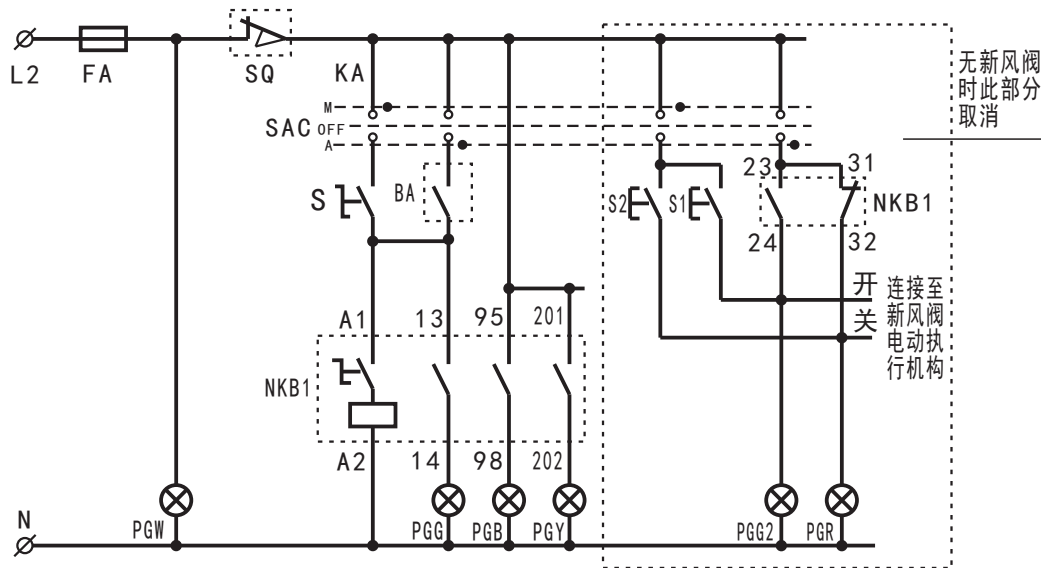 L2
FA
SQ
KA
无新风阀
时此部分
取消
M
SAC OFF
A
S
BA
S2
S1
23
31
NKB1
24
32
开
关
连接至
新风阀
电动执
行机构
A1
13
95
201
NKB1
A2
14
98
202
N
PGW
PGG
PGB
PGY
PGG2
PGR